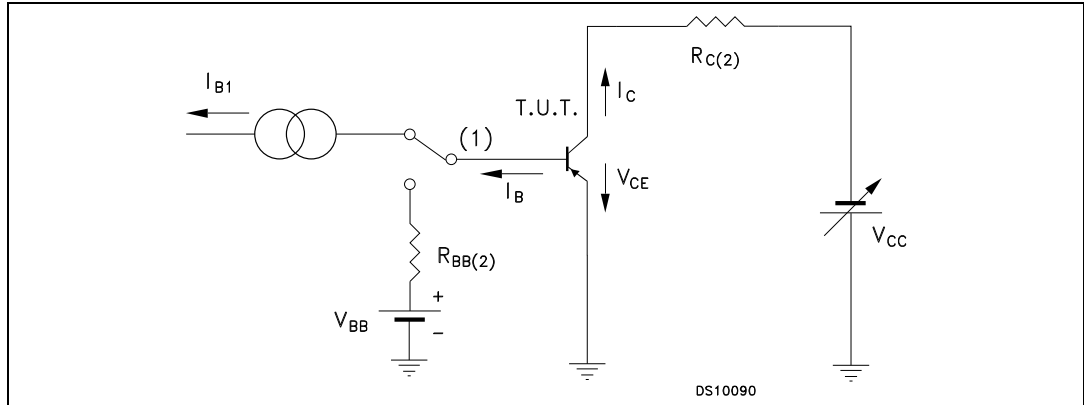 I_B1
T.U.T.
(1)
I_B
I_C
V_CE
R_C(2)
V_CC
R_BB(2)
V_BB
+
-
DS10090